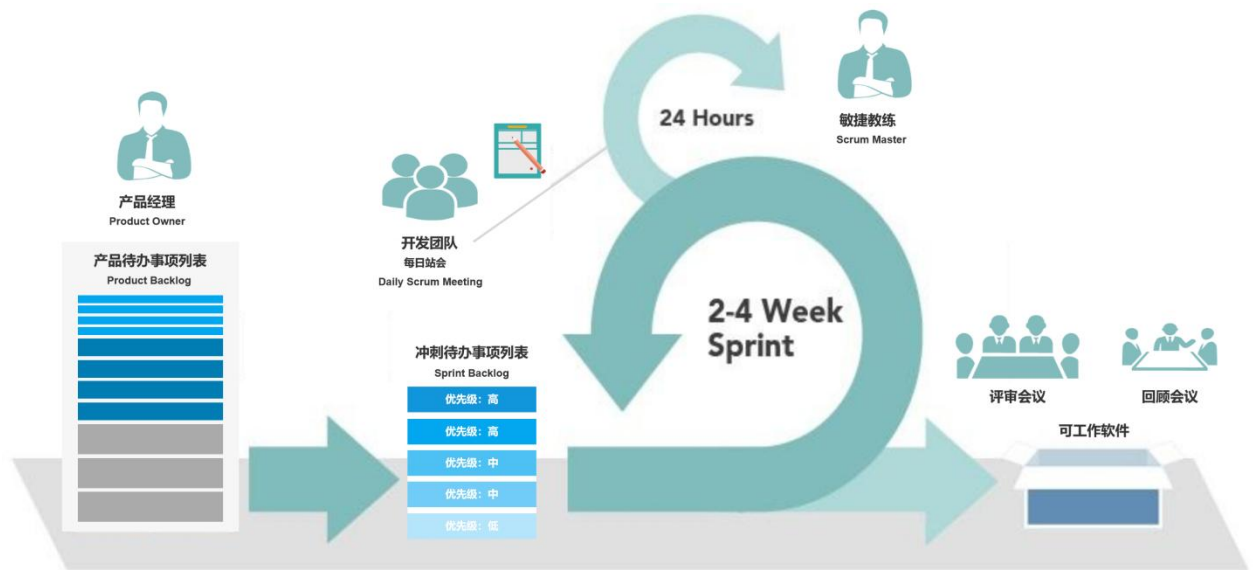 产品经理
Product Owner
产品待办事项列表
Product Backlog
开发团队
每日站会
Daily Scrum Meeting
冲刺待办事项列表
Sprint Backlog
优先级：高
优先级：高
优先级：中
优先级：中
优先级：低
24 Hours
敏捷教练
Scrum Master
2-4 Week
Sprint
评审会议
回顾会议
可工作软件